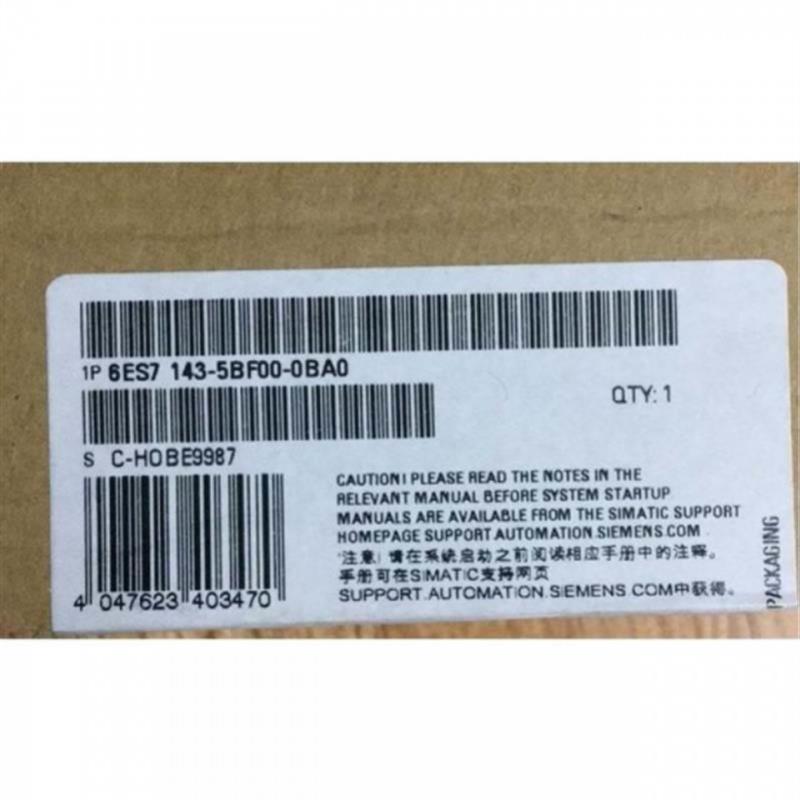 1P 6ES7 143-5BF00-0BA0
QTY: 1
S C-H0BE9987
CAUTION! PLEASE READ THE NOTES IN THE
RELEVANT MANUAL BEFORE SYSTEM STARTUP
MANUALS ARE AVAILABLE FROM THE SIMATIC SUPPORT
HOMEPAGE SUPPORT.AUTOMATION.SIEMENS.COM .
"注意! 请在系统启动之前阅读相应手册中的注释。
手册可在SIMATIC支持网页
SUPPORT.AUTOMATION.SIEMENS.COM中获得。
4 047623 403470
PACKAGING